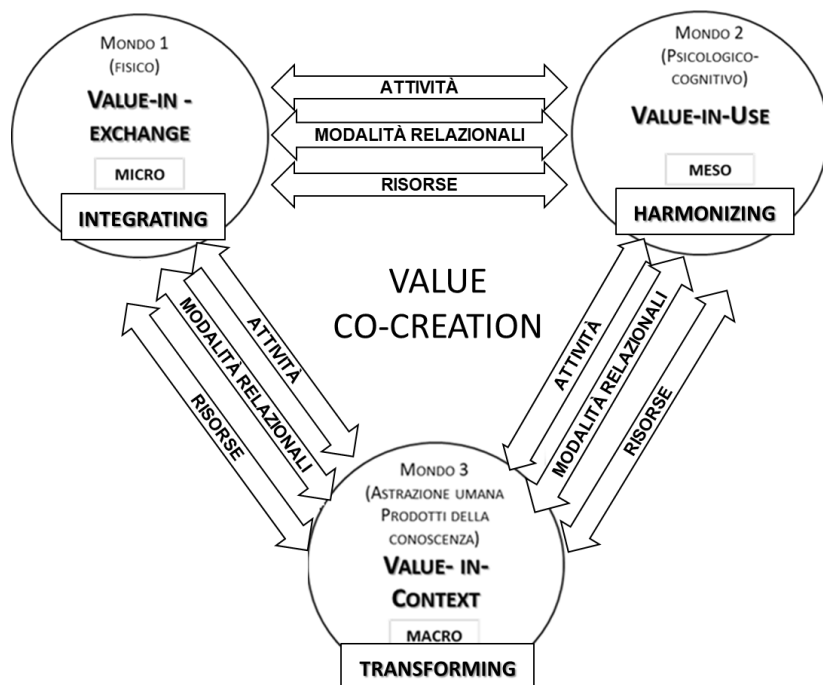 MONDO 1
(FISICO)
VALUE-IN -
EXCHANGE
MICRO
INTEGRATING
ATTIVITÀ
MODALITÀ RELAZIONALI
RISORSE
MONDO 2
(PSICOLOGICO-
COGNITIVO)
VALUE-IN-USE
MESO
HARMONIZING
VALUE
CO-CREATION
ATTIVITÀ
MODALITÀ RELAZIONALI
RISORSE
ATTIVITÀ
MODALITÀ RELAZIONALI
RISORSE
MONDO 3
(ASTRAZIONE UMANA
PRODOTTI DELLA
CONOSCENZA)
VALUE- IN-
CONTEXT
MACRO
TRANSFORMING